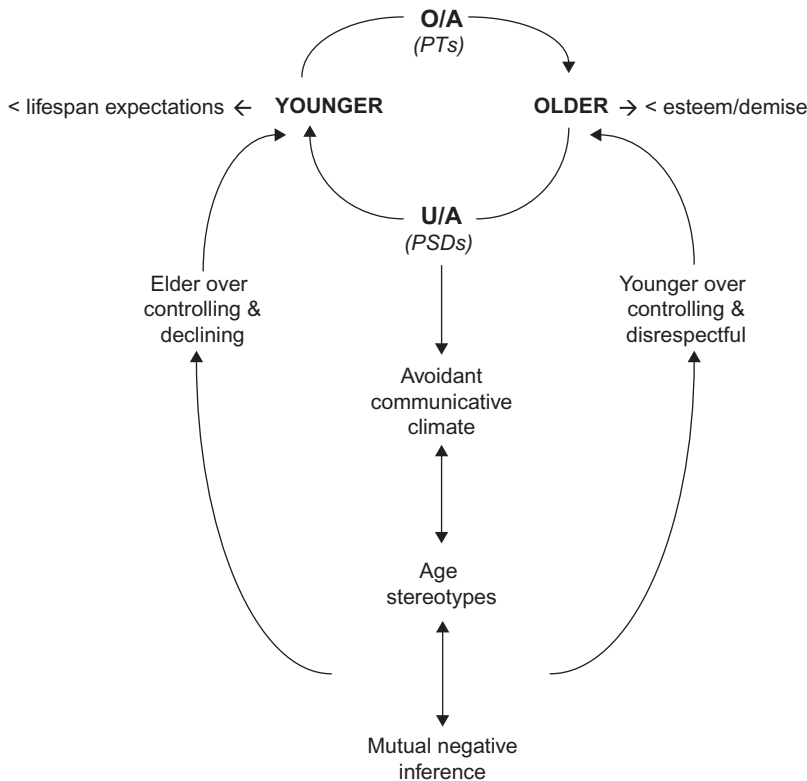 O/A
(PTs)
< lifespan expectations ← YOUNGER
OLDER → < esteem/demise
U/A
(PSDs)
Elder over
controlling &
declining
Younger over
controlling &
disrespectful
Avoidant
communicative
climate
Age
stereotypes
Mutual negative
inference